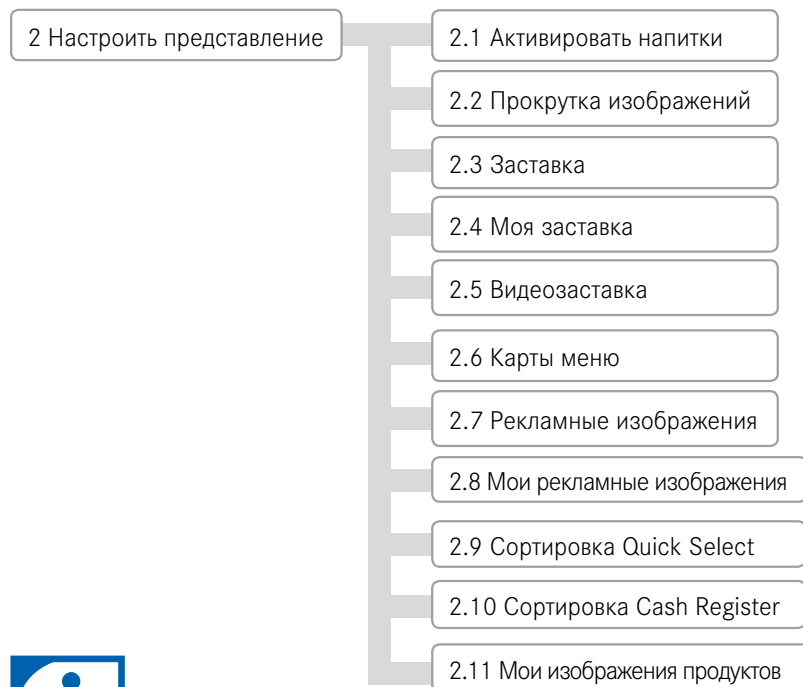 2 Настроить представление
2.1 Активировать напитки
2.2 Прокрутка изображений
2.3 Заставка
2.4 Моя заставка
2.5 Видеозаставка
2.6 Карты меню
2.7 Рекламные изображения
2.8 Мои рекламные изображения
2.9 Сортировка Quick Select
2.10 Сортировка Cash Register
2.11 Мои изображения продуктов